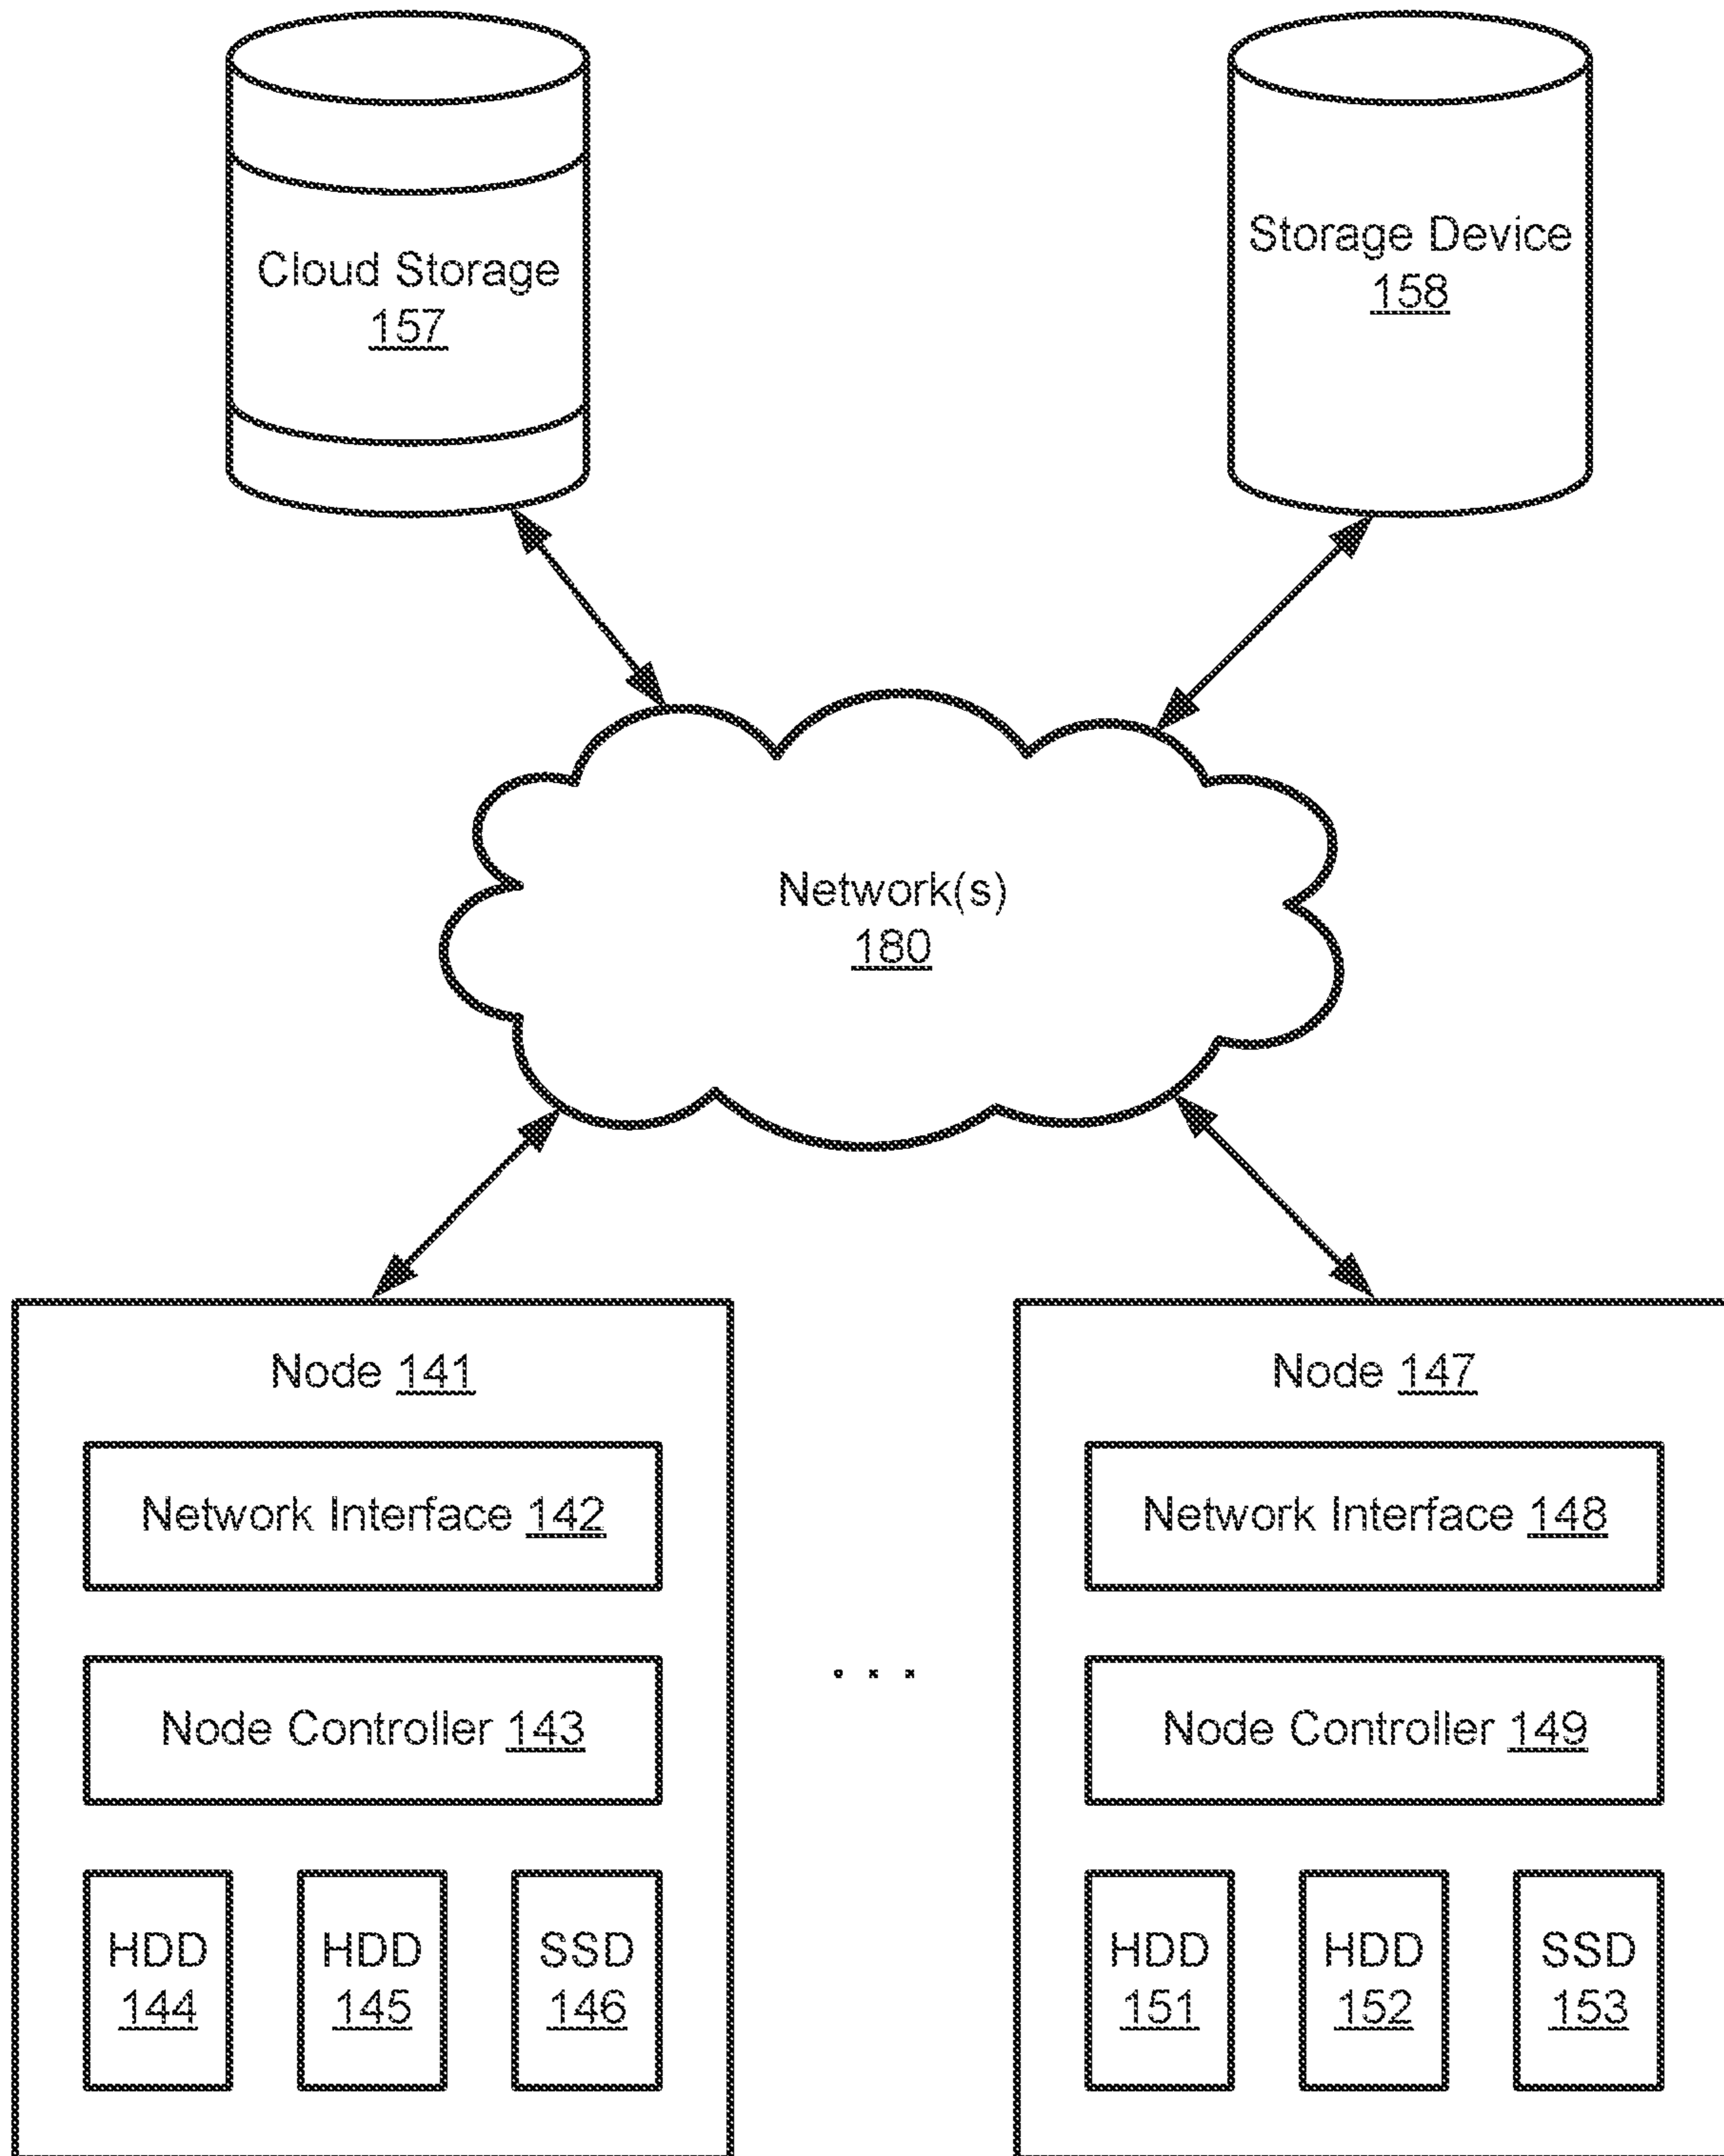 Cloud Storage
157
Storage Device
158
Network(s)
180
Node 141
Network Interface 142
Node Controller 143
HDD
144
HDD
145
SSD
146
. . .
Node 147
Network Interface 148
Node Controller 149
HDD
151
HDD
152
SSD
153